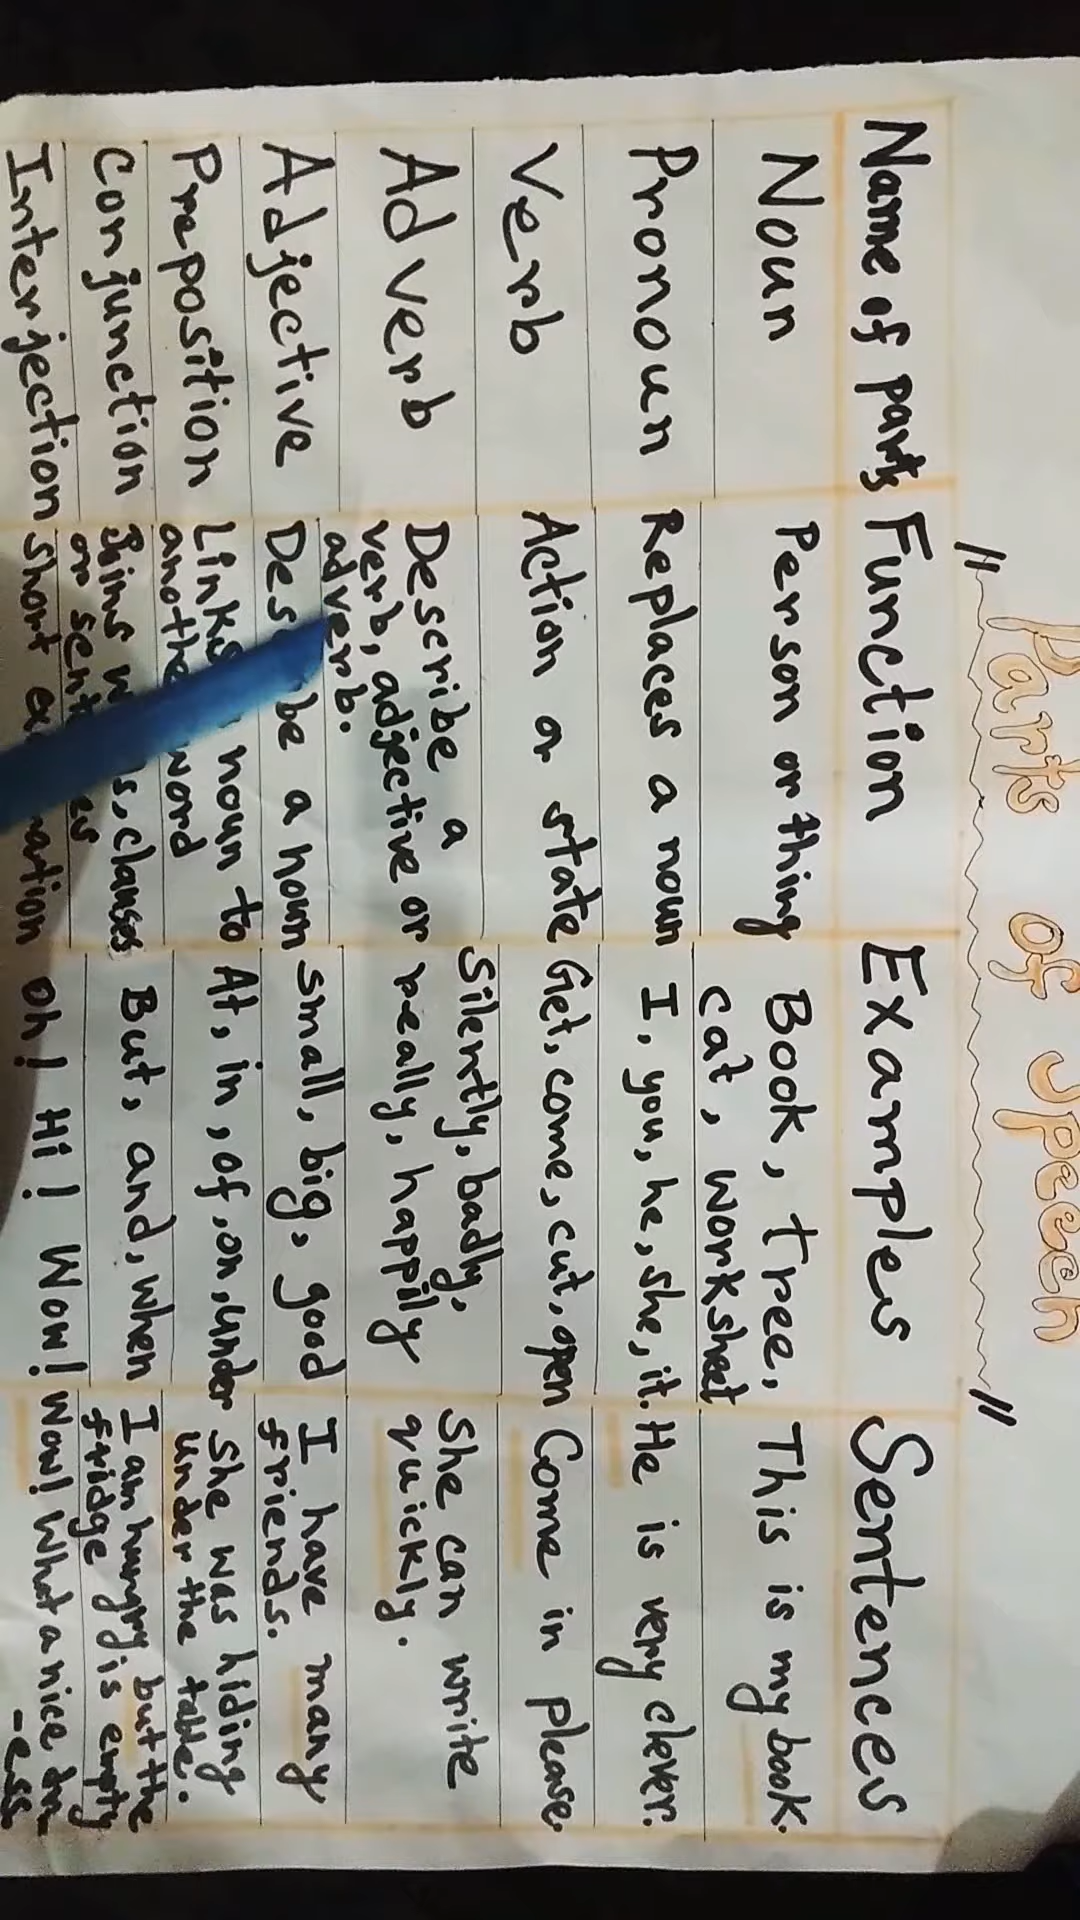 "Parts of Speech"
Name of parts Function Examples Sentences
Noun Person or thing Book, tree, cat, worksheet This is my book.
Pronoun Replaces a noun I, you, he, she, it. He is very clever.
Verb Action or state Get, come, cut, open Come in please.
Adverb Describe a
verb, adjective or
adverb.
Silently, badly,
really, happily
She can write
quickly.
Adjective Des be a noun small, big, good I have many
friends.
Preposition Links noun to
word
At, in, of, on, under She was hiding
under the table.
Conjunction
clauses
or
But, and, when I am hungry but the
fridge is empty
Interjection short Oh! Hi! Wow! Wow! What a nice
-ess.